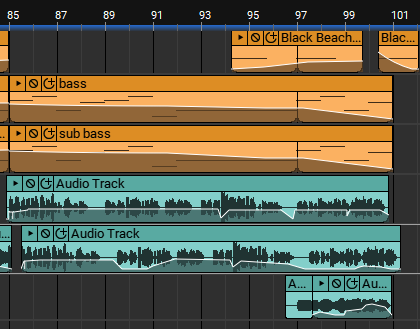 85 87 89 91 93 95 97 99 101
Black Beach... Blac...
bass
sub bass
Audio Track
Audio Track
A... Au...